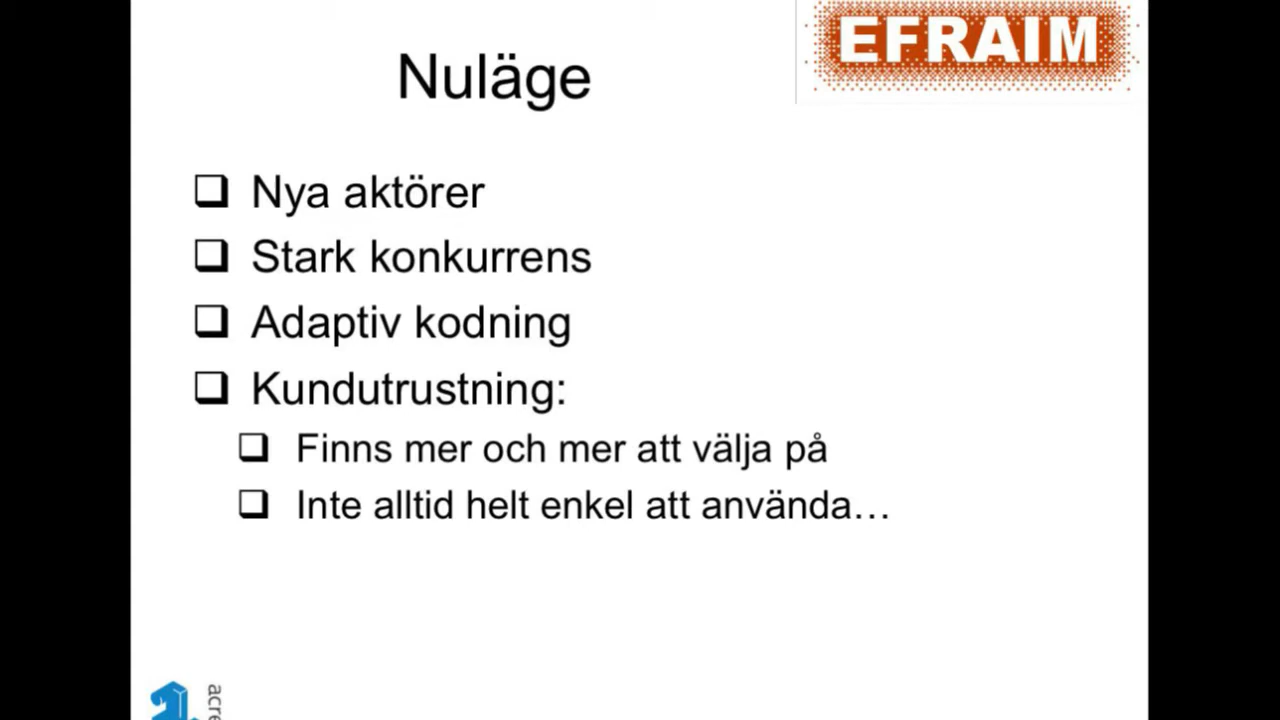 EFRAIM
Nuläge
Nya aktörer
Stark konkurrens
Adaptiv kodning
Kundutrustning:
Finns mer och mer att välja på
Inte alltid helt enkel att använda…
acre